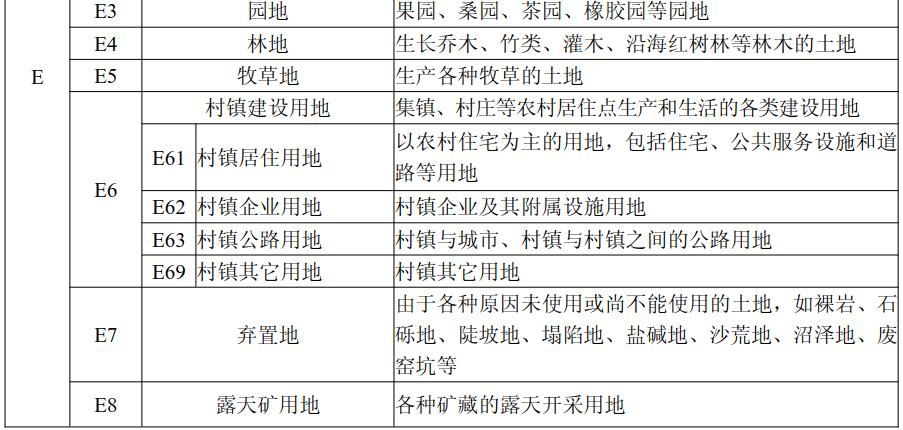 E3 园地 果园、桑园、茶园、橡胶园等园地
E4 林地 生长乔木、竹类、灌木、沿海红树林等林木的土地
E E5 牧草地 生产各种牧草的土地
村镇建设用地 集镇、村庄等农村居住点生产和生活的各类建设用地
E6 E61 村镇居住用地 以农村住宅为主的用地，包括住宅、公共服务设施和道
路等用地
E62 村镇企业用地 村镇企业及其附属设施用地
E63 村镇公路用地 村镇与城市、村镇与村镇之间的公路用地
E69 村镇其它用地 村镇其它用地
E7 弃置地 由于各种原因未使用或尚不能使用的土地，如裸岩、石
砾地、陡坡地、塌陷地、盐碱地、沙荒地、沼泽地、废
窑坑等
E8 露天矿用地 各种矿藏的露天开采用地